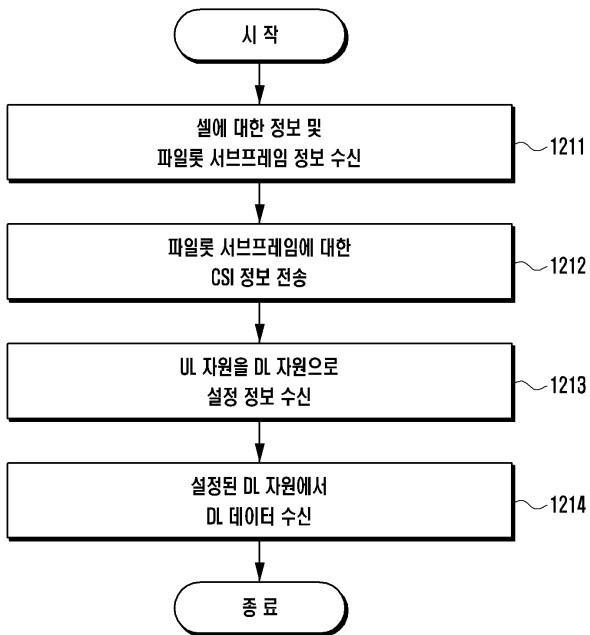 시 작
셀에 대한 정보 및
파일롯 서브프레임 정보 수신
1211
파일롯 서브프레임에 대한
CSI 정보 전송
1212
UL 자원을 DL 자원으로
설정 정보 수신
1213
설정된 DL 자원에서
DL 데이터 수신
1214
종 료